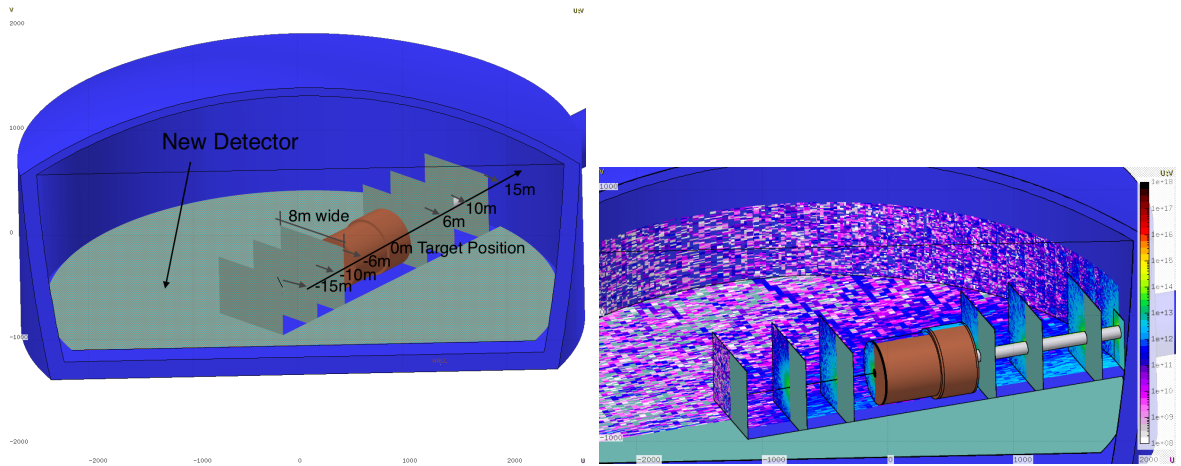 V
U:V
2000
1000
0
-1000
-2000
New Detector
8m wide
15m
10m
6m
0m Target Position
-6m
-10m
-15m
-2000
-1000
0
1000
2000
U
V
U:V
1000
-1000
-2000
-1000
0
1000
2000
U
1e+18
1e+17
1e+16
1e+15
1e+14
1e+13
1e+12
1e+11
1e+10
1e+09
1e+08